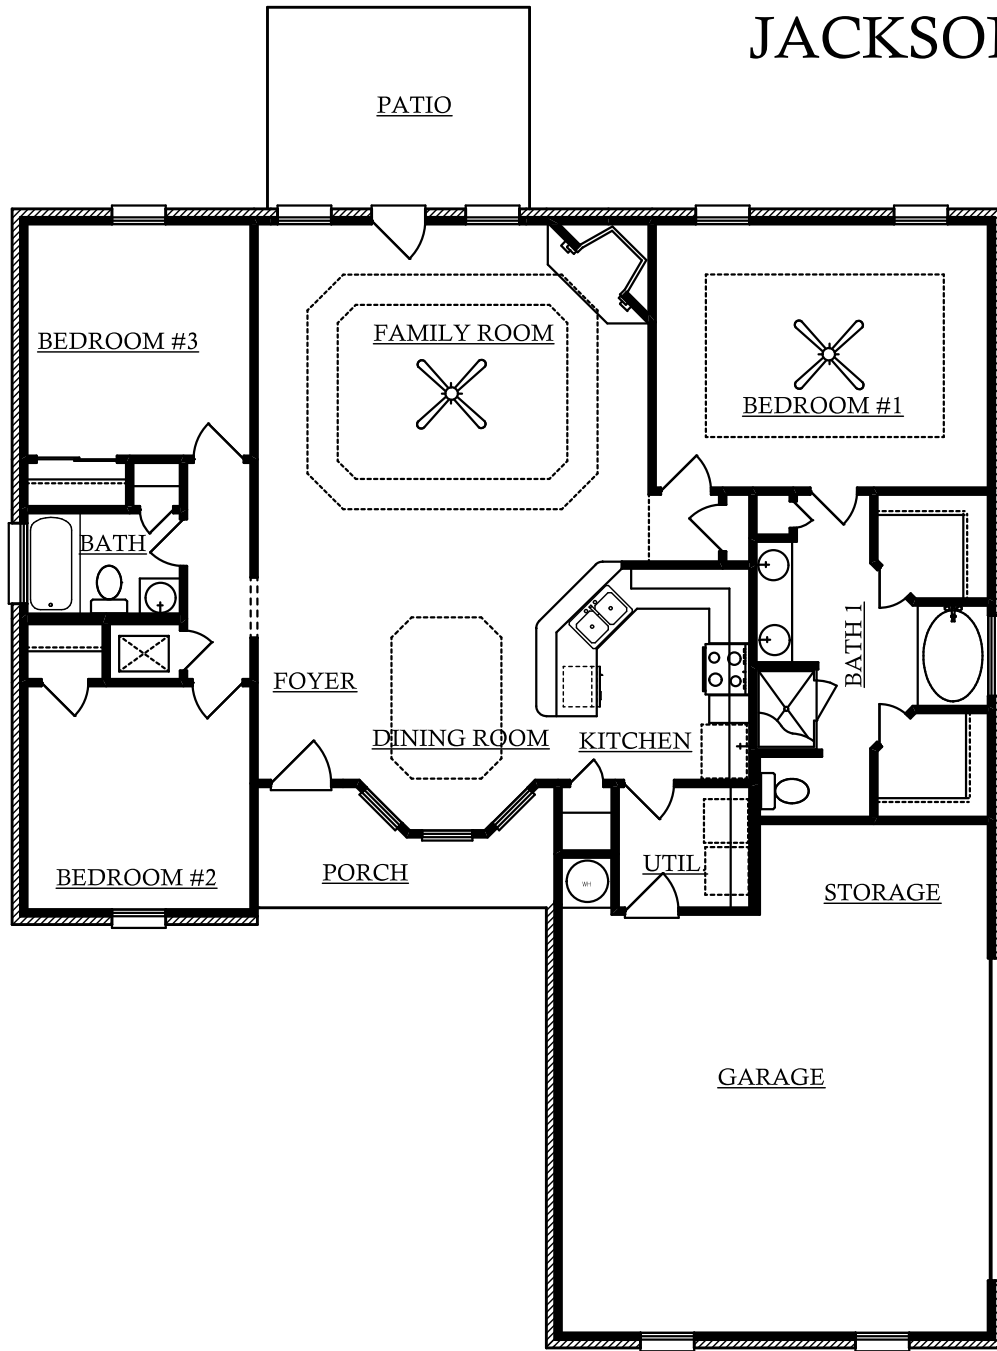 JACKSO
PATIO
FAMILY ROOM
BEDROOM #3
BEDROOM #1
BATH
BATH 1
FOYER
DINING ROOM
KITCHEN
UTIL.
PORCH
BEDROOM #2
WH
STORAGE
GARAGE